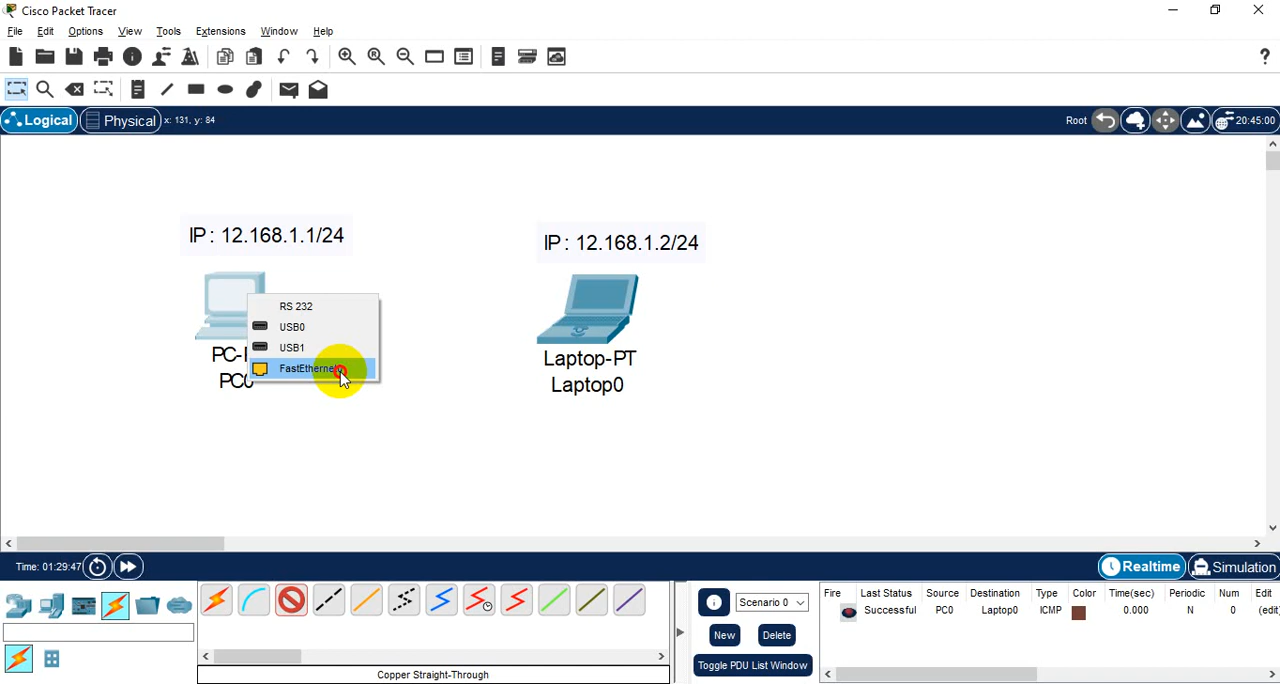 Cisco Packet Tracer
File Edit Options View Tools Extensions Window Help
Logical Physical x: 131, y: 84 Root 20:45:00
IP : 12.168.1.1/24
IP : 12.168.1.2/24
RS 232
USB0
USB1
PC0
Laptop-PT
Laptop0
Time: 01:29:47 Realtime Simulation
Scenario 0
New Delete
Toggle PDU List Window
Fire Last Status Source Destination Type Color Time(sec) Periodic Num Edit
Successful PC0 Laptop0 ICMP 0.000 N 0 (edit
Copper Straight-Through